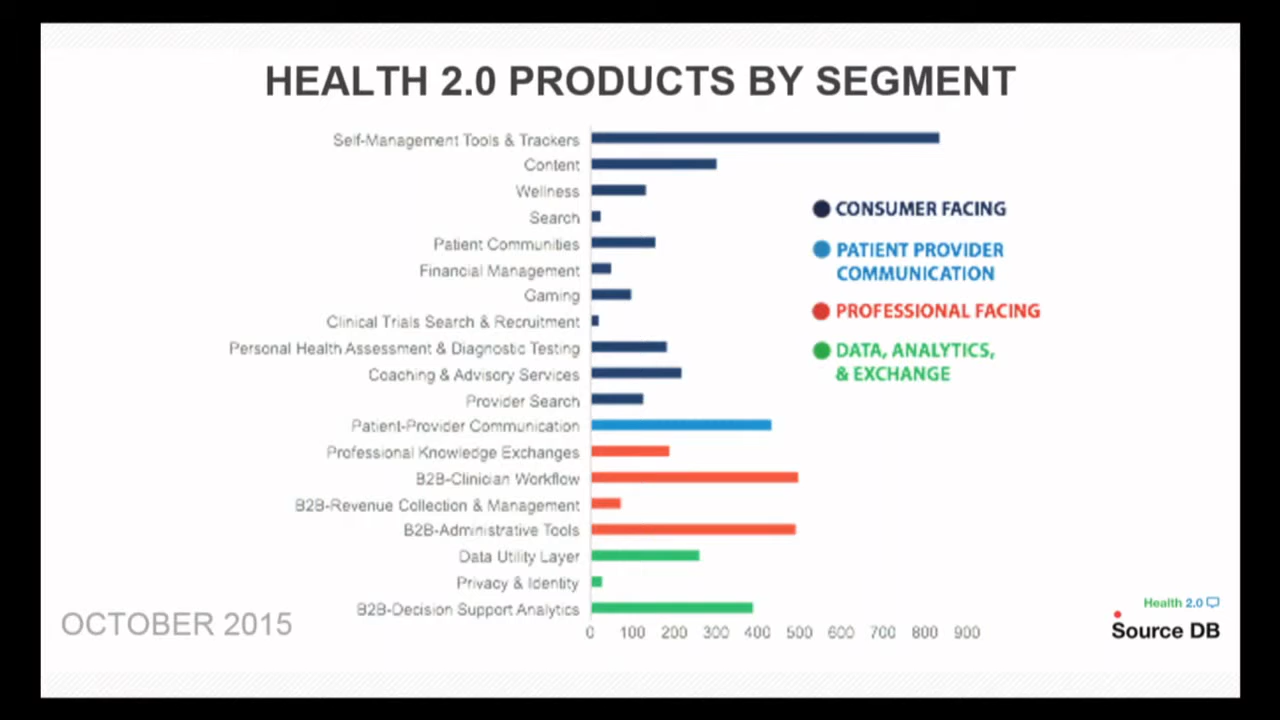 HEALTH 2.0 PRODUCTS BY SEGMENT
Self-Management Tools & Trackers
Content
Wellness
Search
Patient Communities
Financial Management
Gaming
Clinical Trials Search & Recruitment
Personal Health Assessment & Diagnostic Testing
Coaching & Advisory Services
Provider Search
Patient-Provider Communication
Professional Knowledge Exchanges
B2B-Clinician Workflow
B2B-Revenue Collection & Management
B2B-Administrative Tools
Data Utility Layer
Privacy & Identity
B2B-Decision Support Analytics
0 100 200 300 400 500 600 700 800 900
CONSUMER FACING
PATIENT PROVIDER
COMMUNICATION
PROFESSIONAL FACING
DATA, ANALYTICS,
& EXCHANGE
OCTOBER 2015
Health 2.0
Source DB